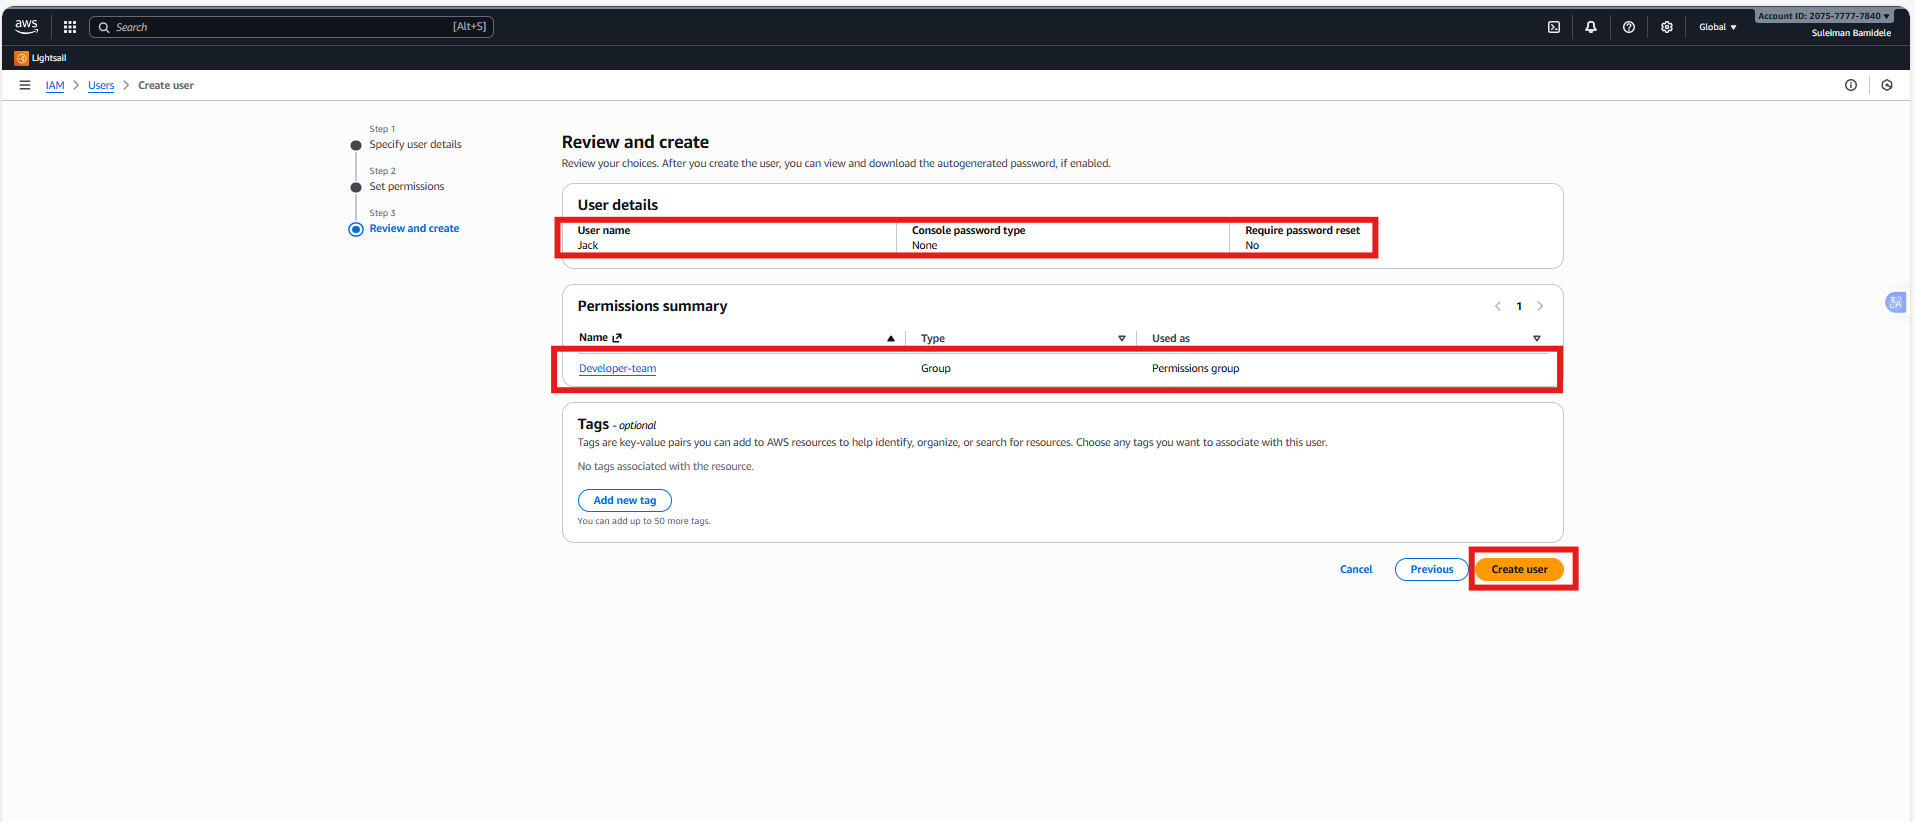 aws
Search [Alt+S]
Global
Account ID: 2075-7777-7840
Suleiman Bamidele
Lightsail
IAM > Users > Create user
Step 1
Specify user details
Step 2
Set permissions
Step 3
Review and create
Review and create
Review your choices. After you create the user, you can view and download the autogenerated password, if enabled.
User details
User name Console password type Require password reset
Jack None No
Permissions summary
1
Name Type Used as
Developer-team Group Permissions group
Tags - optional
Tags are key-value pairs you can add to AWS resources to help identify, organize, or search for resources. Choose any tags you want to associate with this user.
No tags associated with the resource.
Add new tag
You can add up to 50 more tags.
Cancel Previous Create user